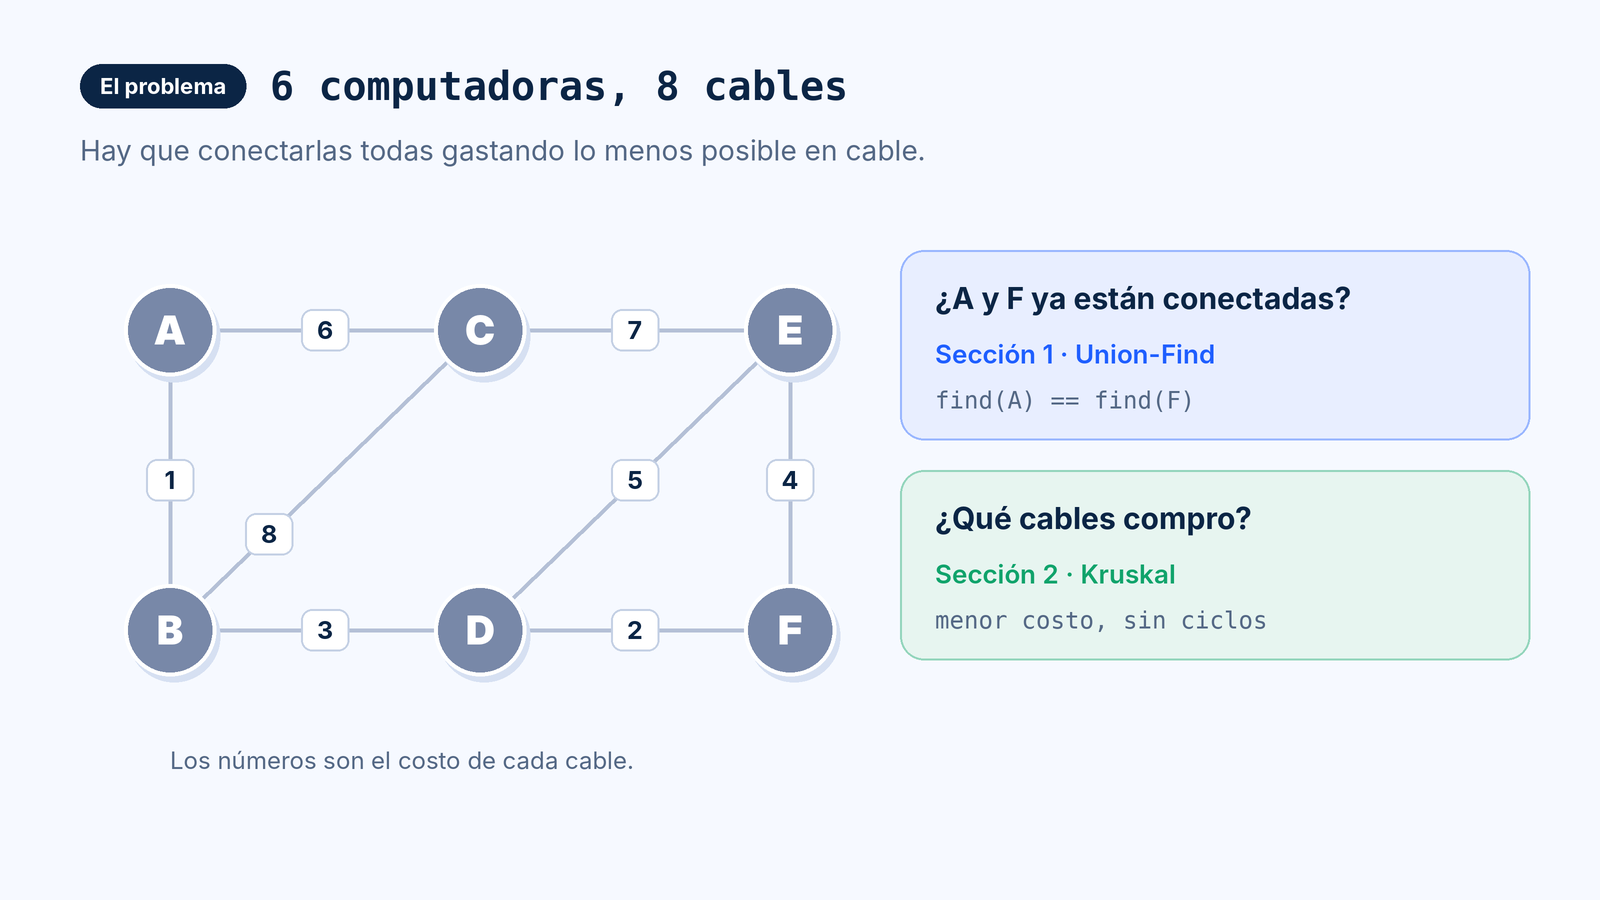 El problema 6 computadoras, 8 cables
Hay que conectarlas todas gastando lo menos posible en cable.
A 6 C 7 E
1 5 4
8
B 3 D 2 F
Los números son el costo de cada cable.
¿A y F ya están conectadas?
Sección 1 · Union-Find
find(A) == find(F)
¿Qué cables compro?
Sección 2 · Kruskal
menor costo, sin ciclos